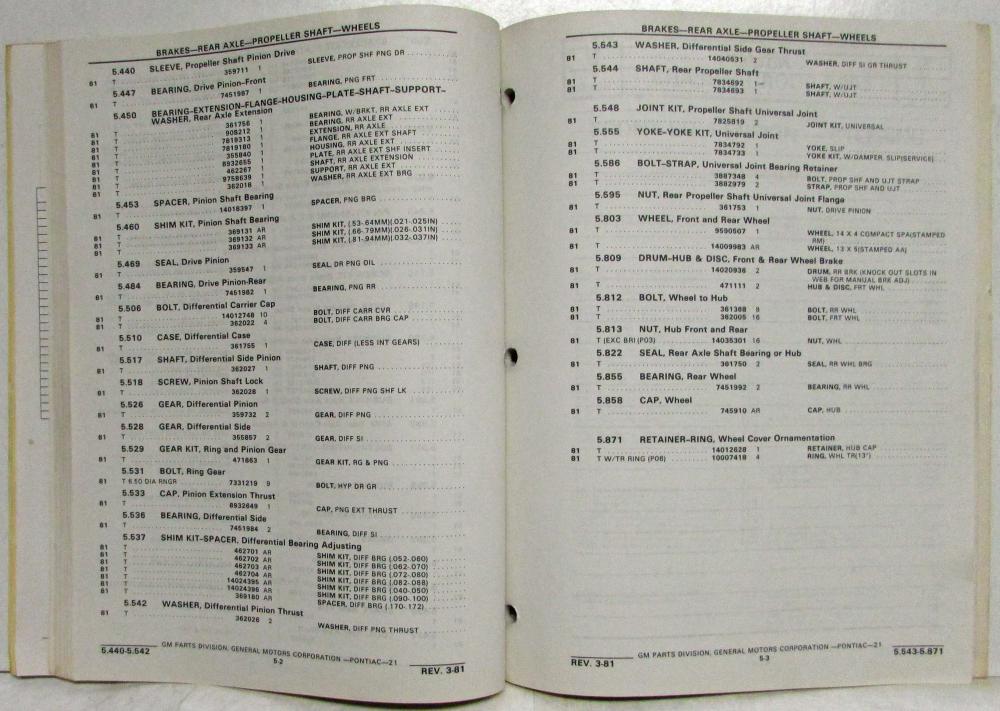 BRAKES—REAR AXLE—PROPELLER SHAFT—WHEELS
5.440 SLEEVE, Propeller Shaft Pinion Drive
81 T 359711 1 SLEEVE, PROP SHF PNG DR
5.447 BEARING, Drive Pinion-Front
81 T 7451987 1 BEARING, PNG FRT
5.450 BEARING-EXTENSION-FLANGE-HOUSING-PLATE-SHAFT-SUPPORT-
WASHER, Rear Axle Extension
81 T 361756 1 BEARING, W/BRKT, RR AXLE EXT
81 T 908212 1 BEARING, RR AXLE EXT
81 T 7819313 1 EXTENSION, RR AXLE
81 T 7819180 1 FLANGE, RR AXLE EXT SHAFT
81 T 355840 1 HOUSING, RR AXLE EXT
81 T 8932655 1 PLATE, RR AXLE EXT SHF INSERT
81 T 462267 1 SHAFT, RR AXLE EXTENSION
81 T 9758639 1 SUPPORT, RR AXLE EXT
81 T 362018 1 WASHER, RR AXLE EXT BRG
5.453 SPACER, Pinion Shaft Bearing
81 T 14018397 1 SPACER, PNG BRG
5.460 SHIM KIT, Pinion Shaft Bearing
81 T 369131 AR SHIM KIT, (.53-64MM)(.021-025IN)
81 T 369132 AR SHIM KIT, (.66-79MM)(.026-031IN)
81 T 369133 AR SHIM KIT, (.81-94MM)(.032-037IN)
5.469 SEAL, Drive Pinion
81 T 359547 1 SEAL, DR PNG OIL
5.484 BEARING, Drive Pinion-Rear
81 T 7451982 1 BEARING, PNG RR
5.506 BOLT, Differential Carrier Cap
81 T 14012748 10 BOLT, DIFF CARR CVR
81 T 362022 4 BOLT, DIFF CARR BRG CAP
5.510 CASE, Differential Case
81 T 361755 1 CASE, DIFF (LESS INT GEARS)
5.517 SHAFT, Differential Side Pinion
81 T 362027 1 SHAFT, DIFF PNG
5.518 SCREW, Pinion Shaft Lock
81 T 362028 1 SCREW, DIFF PNG SHF LK
5.526 GEAR, Differential Pinion
81 T 359732 2 GEAR, DIFF PNG
5.528 GEAR, Differential Side
81 T 355857 2 GEAR, DIFF SI
5.529 GEAR KIT, Ring and Pinion Gear
81 T 471863 1 GEAR KIT, RG & PNG
5.531 BOLT, Ring Gear
81 T 6.50 DIA RNGR 7331219 9 BOLT, HYP DR GR
5.533 CAP, Pinion Extension Thrust
81 T 8932649 1 CAP, PNG EXT THRUST
5.536 BEARING, Differential Side
81 T 7451984 2 BEARING, DIFF SI
5.537 SHIM KIT-SPACER, Differential Bearing Adjusting
81 T 462701 AR SHIM KIT, DIFF BRG (.052-.060)
81 T 462702 AR SHIM KIT, DIFF BRG (.062-.070)
81 T 462703 AR SHIM KIT, DIFF BRG (.072-.080)
81 T 462704 AR SHIM KIT, DIFF BRG (.082-.088)
81 T 14024395 AR SHIM KIT, DIFF BRG (.040-.050)
81 T 14024396 AR SHIM KIT, DIFF BRG (.090-.100)
81 T 369180 AR SPACER, DIFF BRG (.170-.172)
5.542 WASHER, Differential Pinion Thrust
81 T 362026 2 WASHER, DIFF PNG THRUST
5.440-5.542 GM PARTS DIVISION, GENERAL MOTORS CORPORATION —PONTIAC—21
5-2 REV. 3-81
BRAKES—REAR AXLE—PROPELLER SHAFT—WHEELS
5.543 WASHER, Differential Side Gear Thrust
81 T 14040531 2 WASHER, DIFF SI GR THRUST
5.544 SHAFT, Rear Propeller Shaft
81 T 7834692 1 SHAFT, W/UJT
81 T 7834693 1 SHAFT, W/UJT
5.548 JOINT KIT, Propeller Shaft Universal
81 T 7825819 2 JOINT KIT, UNIVERSAL
5.555 YOKE-YOKE KIT, Universal Joint
81 T 7834792 1 YOKE, SLIP
81 T 7834733 1 YOKE KIT, W/DAMPER, SLIP(SERVICE)
5.586 BOLT-STRAP, Universal Joint Bearing Retainer
81 T 3887348 4 BOLT, PROP SHF AND UJT STRAP
81 T 3882979 2 STRAP, PROP SHF AND UJT
5.595 NUT, Rear Propeller Shaft Universal Joint Flange
81 T 361753 1 NUT, DRIVE PINION
5.803 WHEEL, Front and Rear Wheel
81 T 9590507 1 WHEEL, 14 X 4 COMPACT SPA(STAMPED
RM)
81 T 14009983 AR WHEEL, 13 X 5(STAMPED AA)
5.809 DRUM-HUB & DISC, Front & Rear Wheel Brake
81 T 14020936 2 DRUM, RR BRK (KNOCK OUT SLOTS IN
WEB FOR MANUAL BRK ADJ)
81 T 471111 2 HUB & DISC, FRT WHL
5.812 BOLT, Wheel to Hub
81 T 361368 8 BOLT, RR WHL
81 T 362005 16 BOLT, FRT WHL
5.813 NUT, Hub Front and Rear
81 T (EXC BRI (P03) 14035301 16 NUT, WHL
5.822 SEAL, Rear Axle Shaft Bearing or Hub
81 T 361750 2 SEAL, RR WHL BRG
5.855 BEARING, Rear Wheel
81 T 7451992 2 BEARING, RR WHL
5.858 CAP, Wheel
81 T 745910 AR CAP, HUB
5.871 RETAINER-RING, Wheel Cover Ornamentation
81 T 14012628 1 RETAINER, HUB CAP
81 T W/TR RING (P06) 10007418 4 RING, WHL TR(13")
REV. 3-81 GM PARTS DIVISION, GENERAL MOTORS CORPORATION —PONTIAC—21 5.543-5.871
5-3